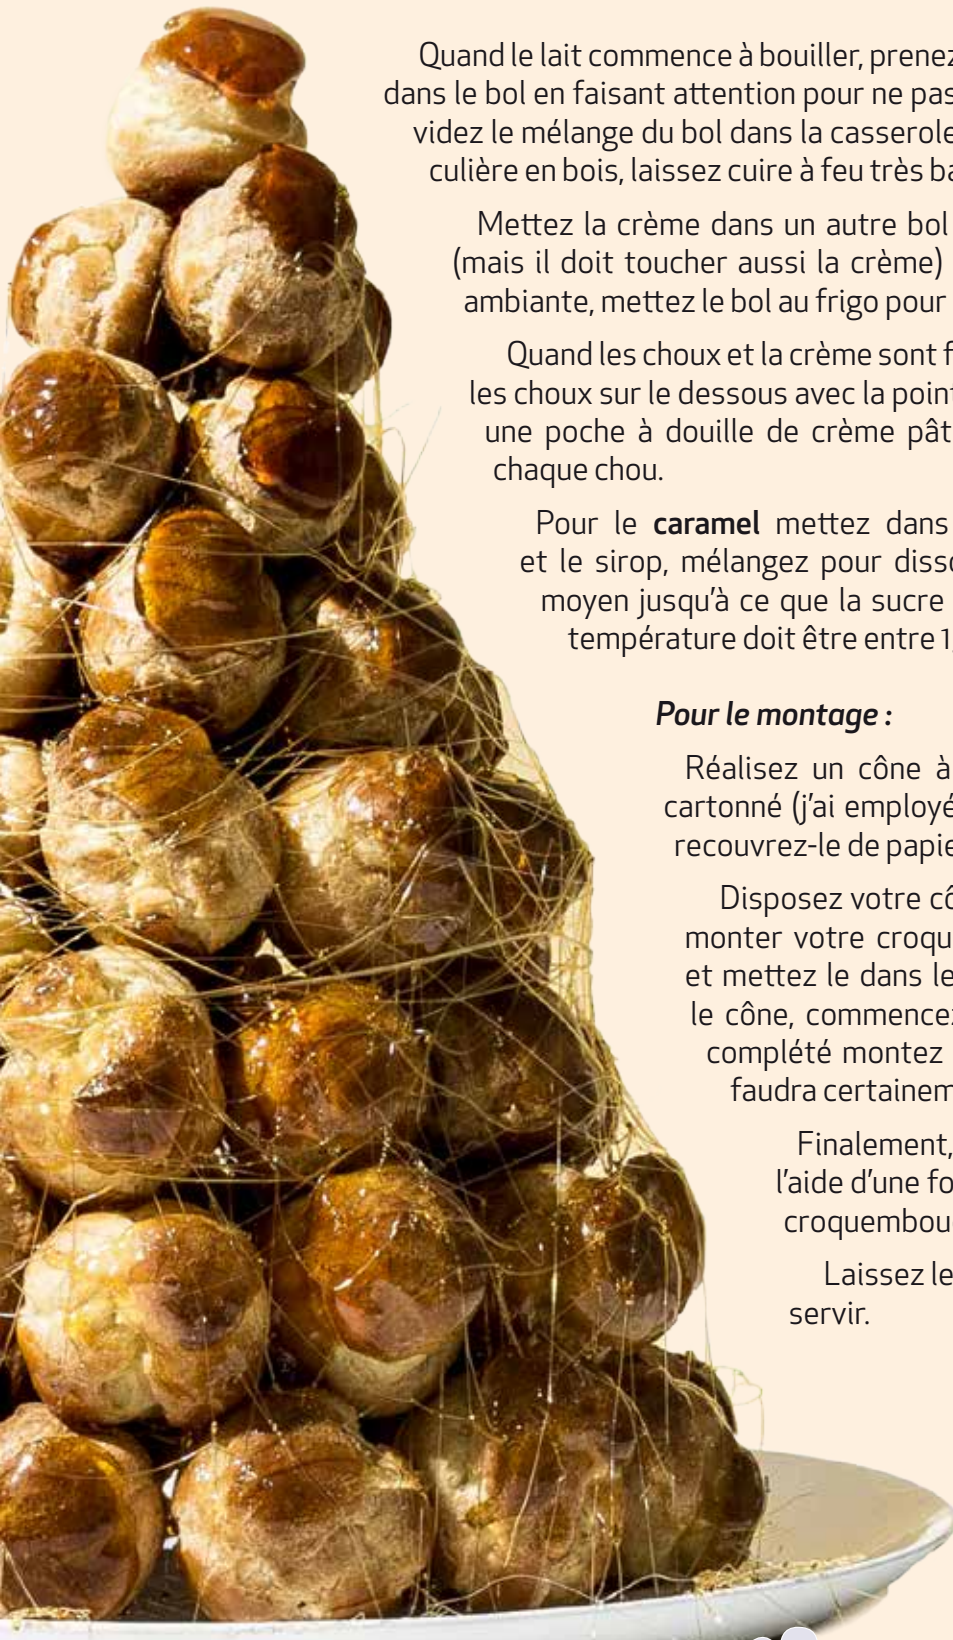 Quand le lait commence à bouiller, prenez
dans le bol en faisant attention pour ne pas
videz le mélange du bol dans la casserole
culière en bois, laissez cuire à feu très ba
Mettez la crème dans un autre bol
(mais il doit toucher aussi la crème)
ambiante, mettez le bol au frigo pour
Quand les choux et la crème sont f
les choux sur le dessous avec la point
une poche à douille de crème pât
chaque chou.
Pour le caramel mettez dans
et le sirop, mélangez pour disso
moyen jusqu'à ce que la sucre
température doit être entre 1
Pour le montage :
Réalisez un cône à
cartonné (j'ai employé
recouvrez-le de papie
Disposez votre cô
monter votre croqu
et mettez le dans le
le cône, commencez
complété montez
faudra certainem
Finalement,
l'aide d'une fo
croquembou
Laissez le
servir.